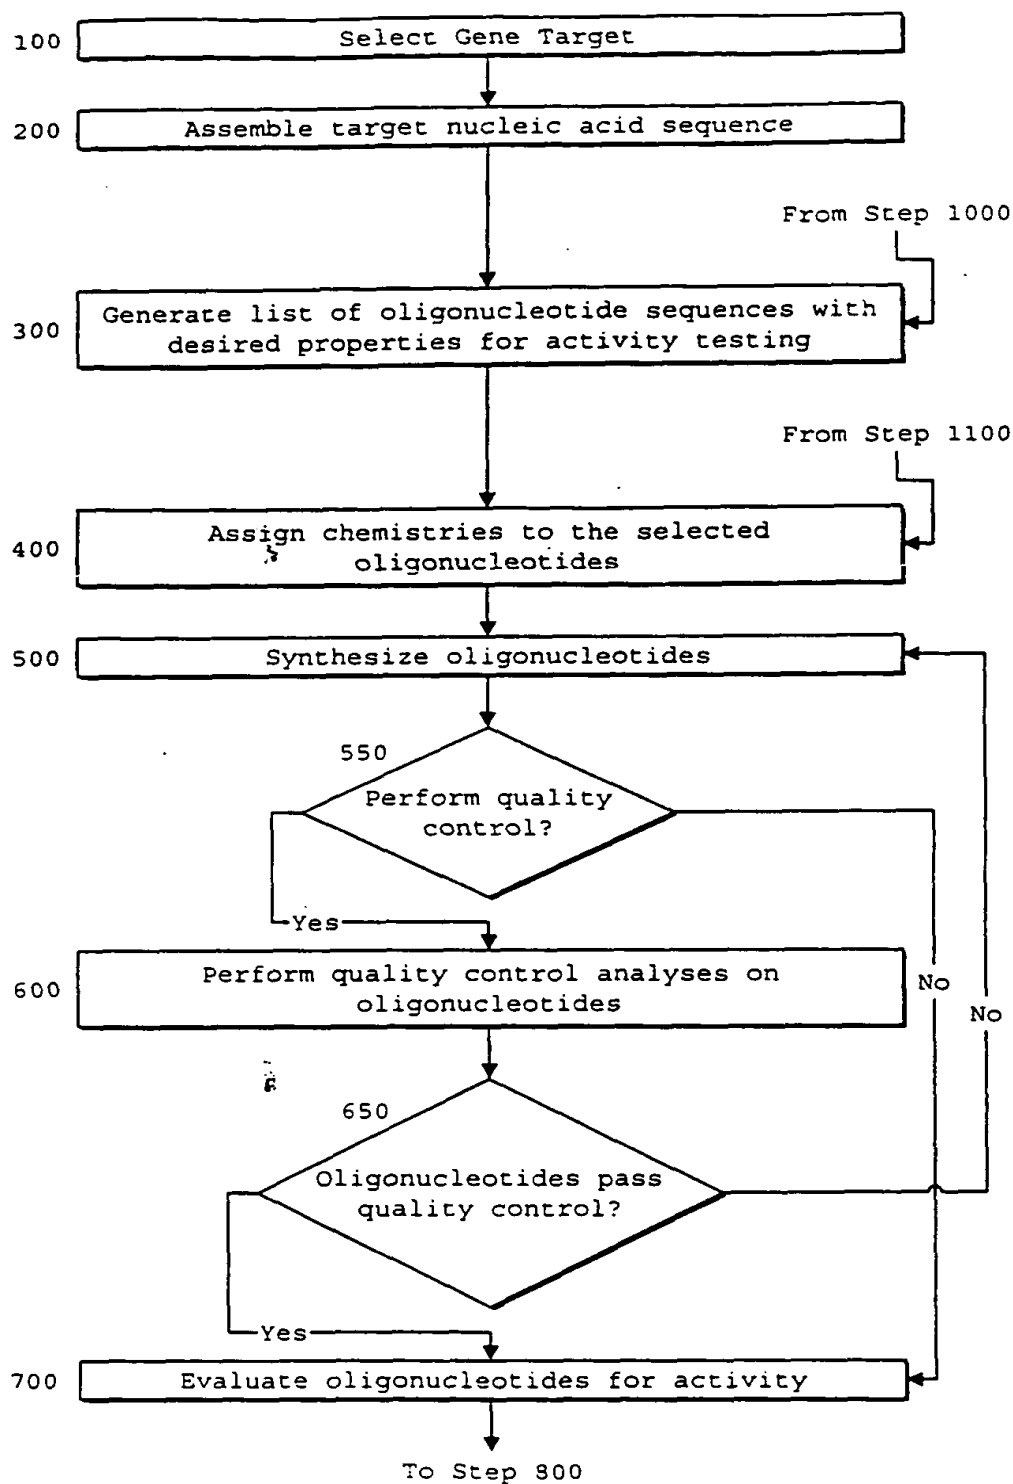 100 Select Gene Target
200 Assemble target nucleic acid sequence
From Step 1000
300 Generate list of oligonucleotide sequences with
desired properties for activity testing
From Step 1100
400 Assign chemistries to the selected
oligonucleotides
500 Synthesize oligonucleotides
550
Perform quality
control?
Yes
600 Perform quality control analyses on
oligonucleotides
No
No
650
Oligonucleotides pass
quality control?
Yes
700 Evaluate oligonucleotides for activity
To Step 800